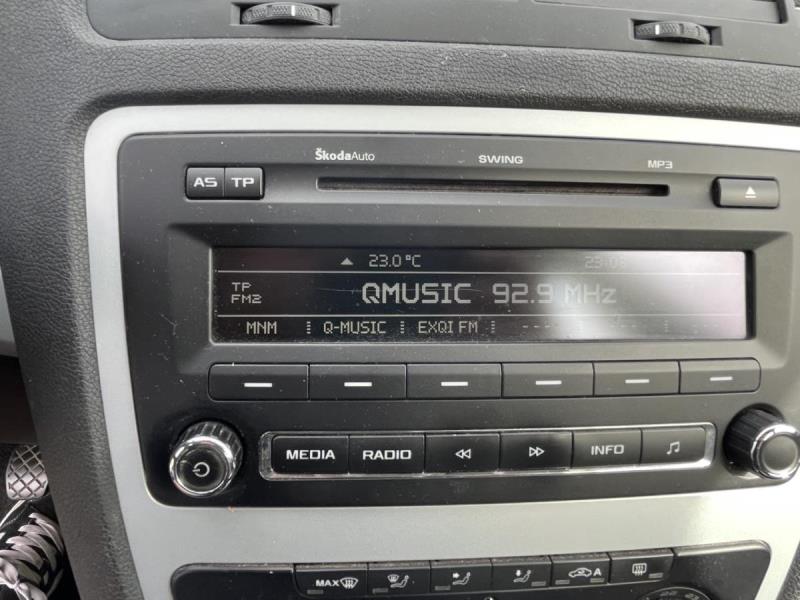 ŠkodaAuto SWING MP3
AS TP
23.0°C
TP
FM2
QMUSIC 92.9 MHz
MNM Q-MUSIC EXQI FM
MEDIA RADIO INFO
MAX A